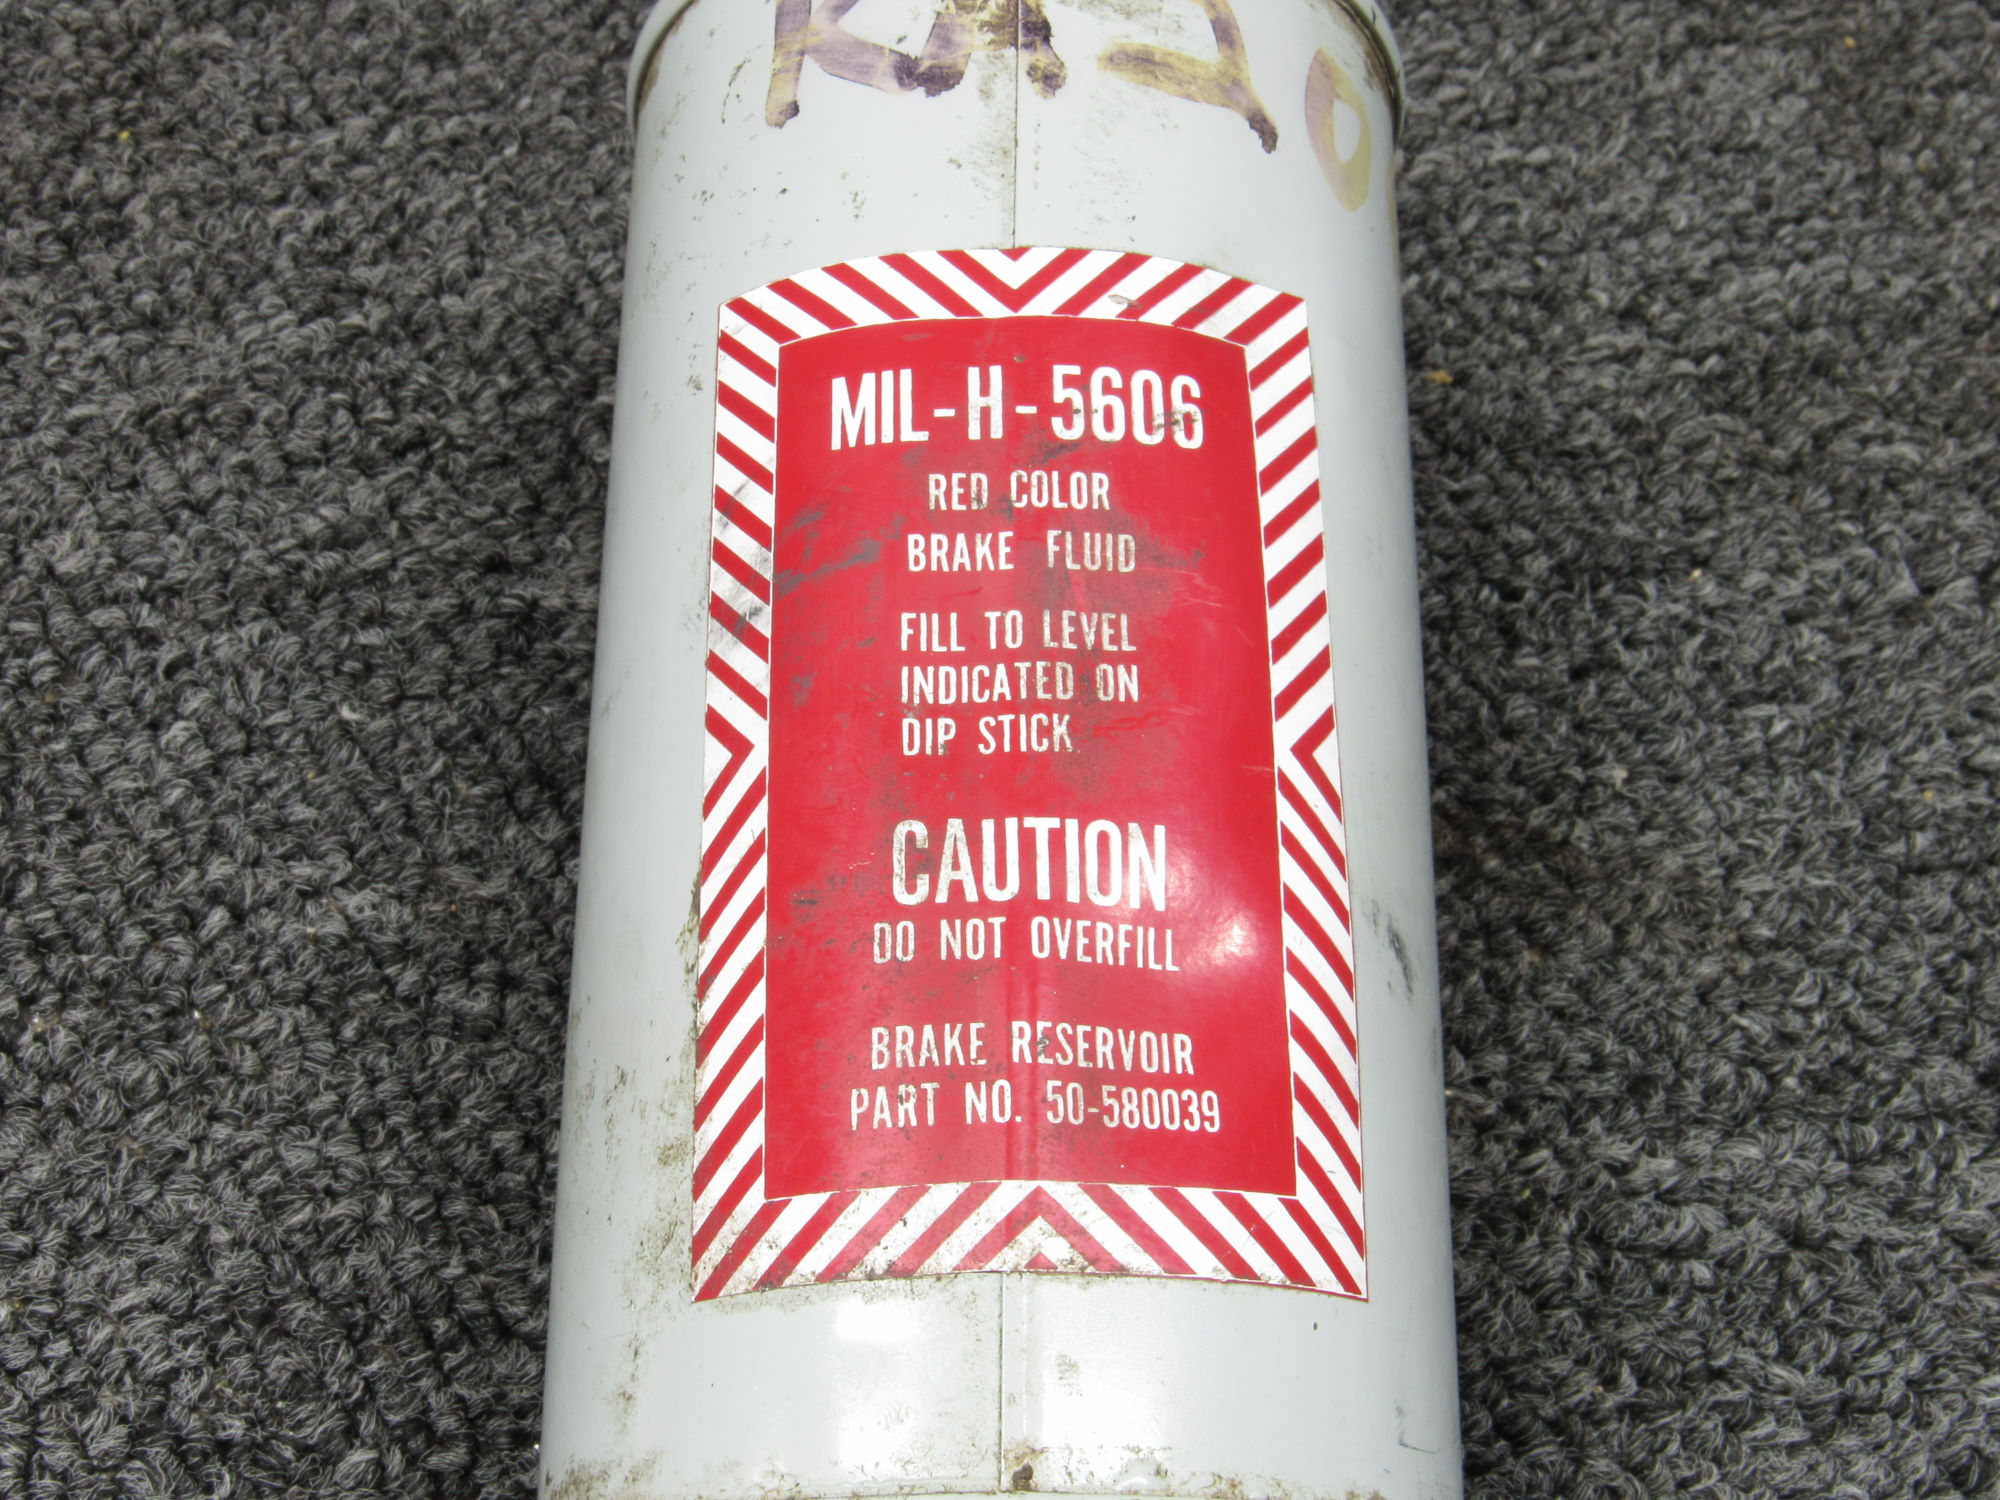 MIL-H-5606
RED COLOR
BRAKE FLUID
FILL TO LEVEL
INDICATED ON
DIP STICK
CAUTION
DO NOT OVERFILL
BRAKE RESERVOIR
PART NO. 50-580039